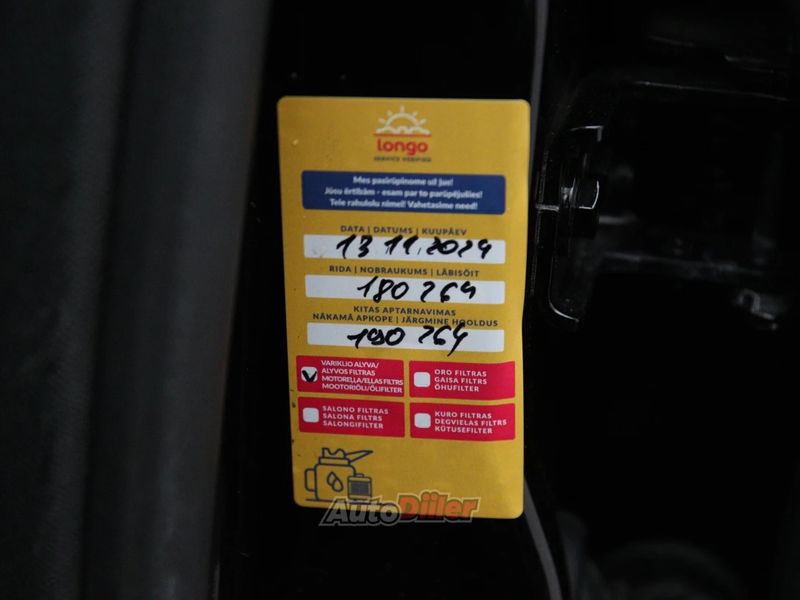 longo
SERVICE VERIFIED
Mes pasirūpinome už Jus!
Jūsu ērtībām - esam par to parūpējušies!
Teie rahulolu nimel! Vahetasime need!
DATA | DATUMS | KUUPÄEV
13 11.2024
RIDA | NOBRAUKUMS | LÄBISÕIT
180 264
KITAS APTARNAVIMAS
NĀKAMĀ APKOPE | JÄRGMINE HOOLDUS
190 264
VARIKLIO ALYVA/
ALYVOS FILTRAS
MOTOREĻĻA/EĻĻAS FILTRS
MOOTORIÕLI/ÕLIFILTER
ORO FILTRAS
GAISA FILTRS
ÕHUFILTER
SALONO FILTRAS
SALONA FILTRS
SALONGIFILTER
KURO FILTRAS
DEGVIELAS FILTRS
KÜTUSEFILTER
AutoDiiler